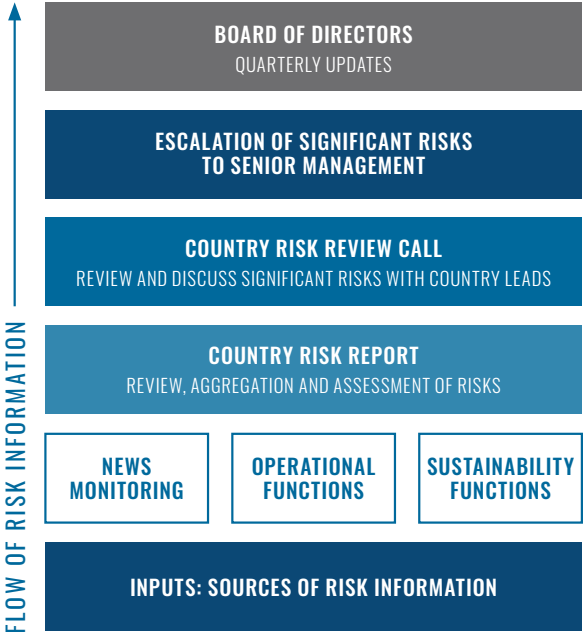 BOARD OF DIRECTORS
QUARTERLY UPDATES
ESCALATION OF SIGNIFICANT RISKS
TO SENIOR MANAGEMENT
COUNTRY RISK REVIEW CALL
REVIEW AND DISCUSS SIGNIFICANT RISKS WITH COUNTRY LEADS
COUNTRY RISK REPORT
REVIEW, AGGREGATION AND ASSESSMENT OF RISKS
NEWS
MONITORING
OPERATIONAL
FUNCTIONS
SUSTAINABILITY
FUNCTIONS
INPUTS: SOURCES OF RISK INFORMATION
FLOW OF RISK INFORMATION